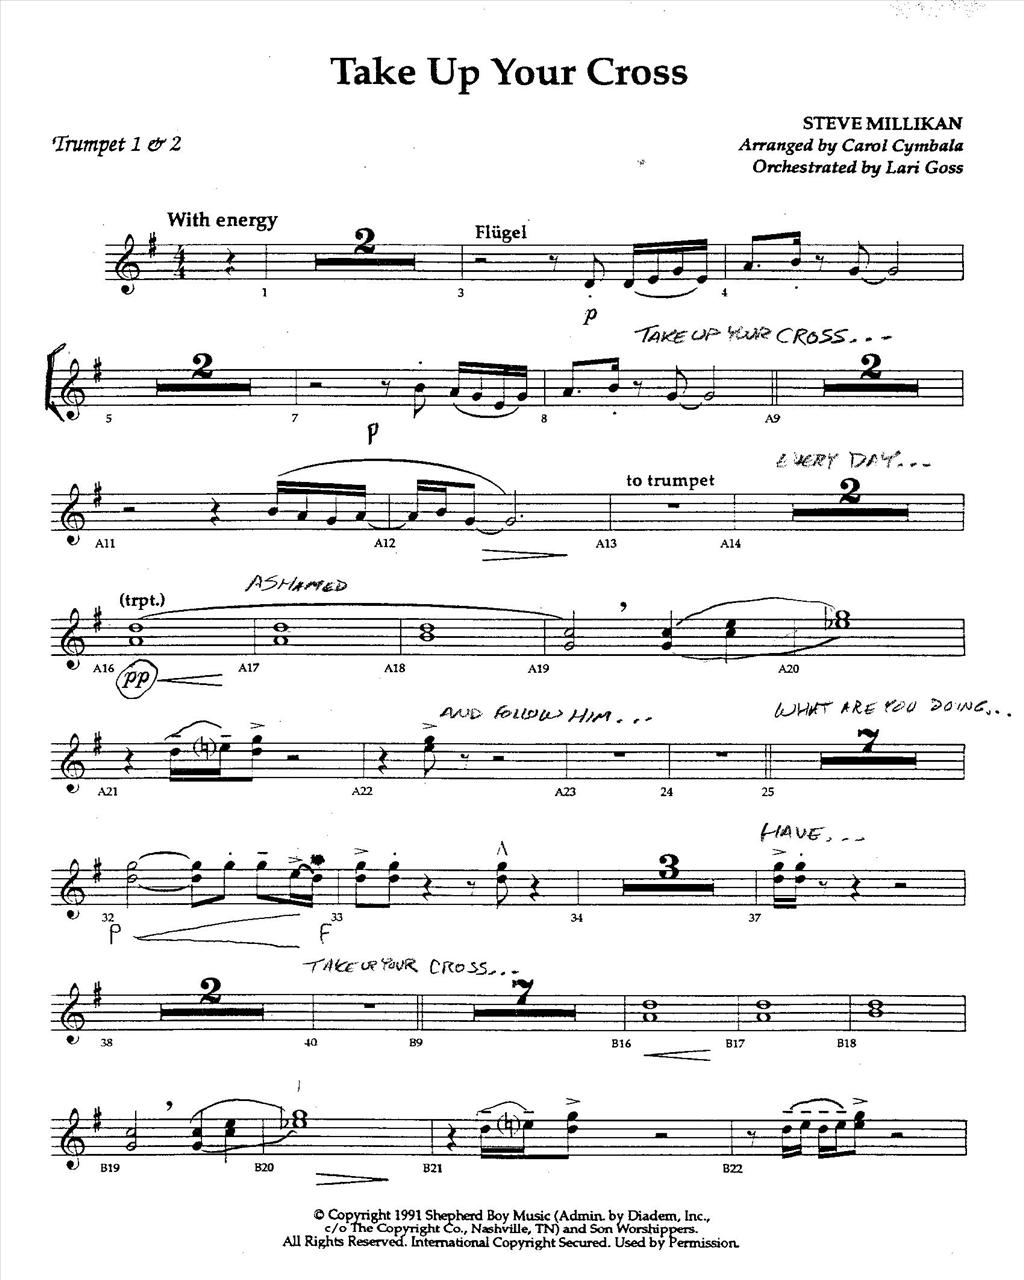 Take Up Your Cross
STEVE MILLIKAN
Trumpet 1 & 2
Arranged by Carol Cymbala
Orchestrated by Lari Goss
With energy
2
Flügel
1 3 4
p
TAKE UP YOUR CROSS...
2 2
5 7 8 A9
p
EVERY DAY...
to trumpet
2
A11 A12 A13 A14
ASHAMED
(trpt.)
A16 A17 A18 A19 A20
pp
AND FOLLOW HIM...
WHAT ARE YOU DOING...
7
A21 A22 A23 24 25
HAVE...
3
32 33 34 37
P F
TAKE UP YOUR CROSS...
2 7
38 40 B9 B16 B17 B18
B19 B20 B21 B22
© Copyright 1991 Shepherd Boy Music (Admin. by Diadem, Inc.,
c/o The Copyright Co., Nashville, TN) and Son Worshippers.
All Rights Reserved. International Copyright Secured. Used by Permission.